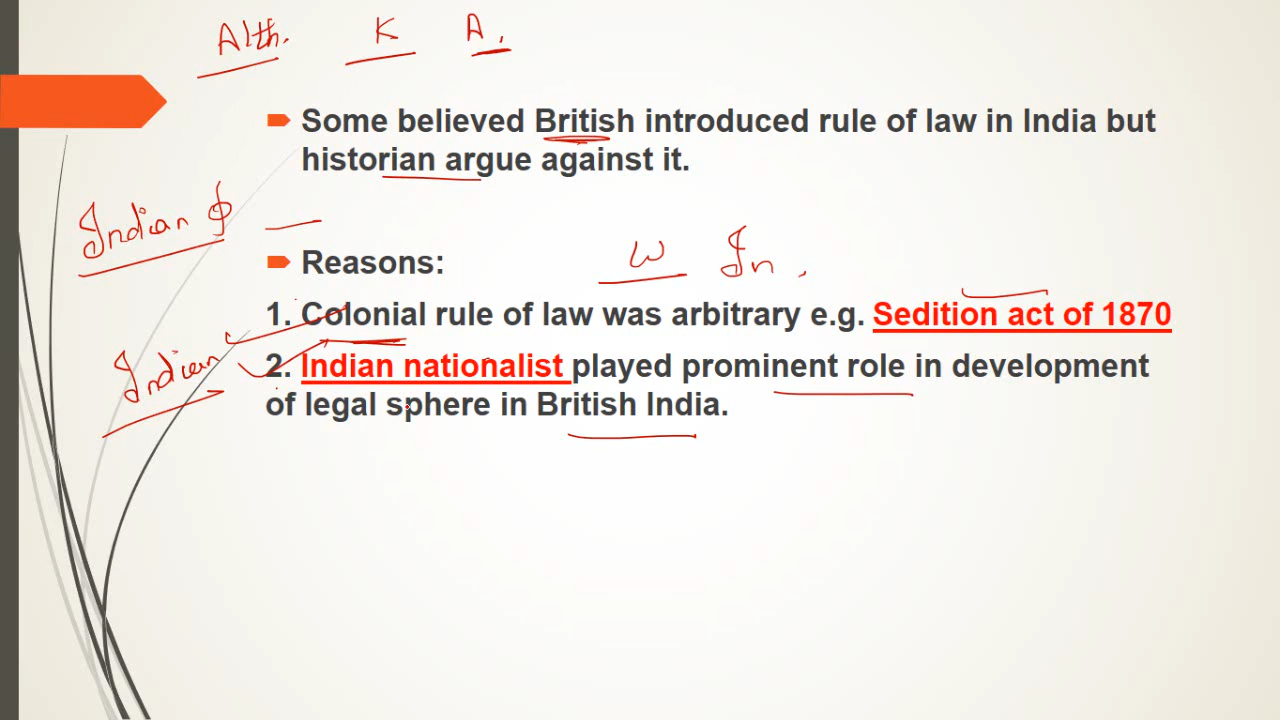 Alth. K A.
Some believed British introduced rule of law in India but
historian argue against it.
Indian
Reasons:
W In.
1. Colonial rule of law was arbitrary e.g. Sedition act of 1870
Indian
2. Indian nationalist played prominent role in development
of legal sphere in British India.